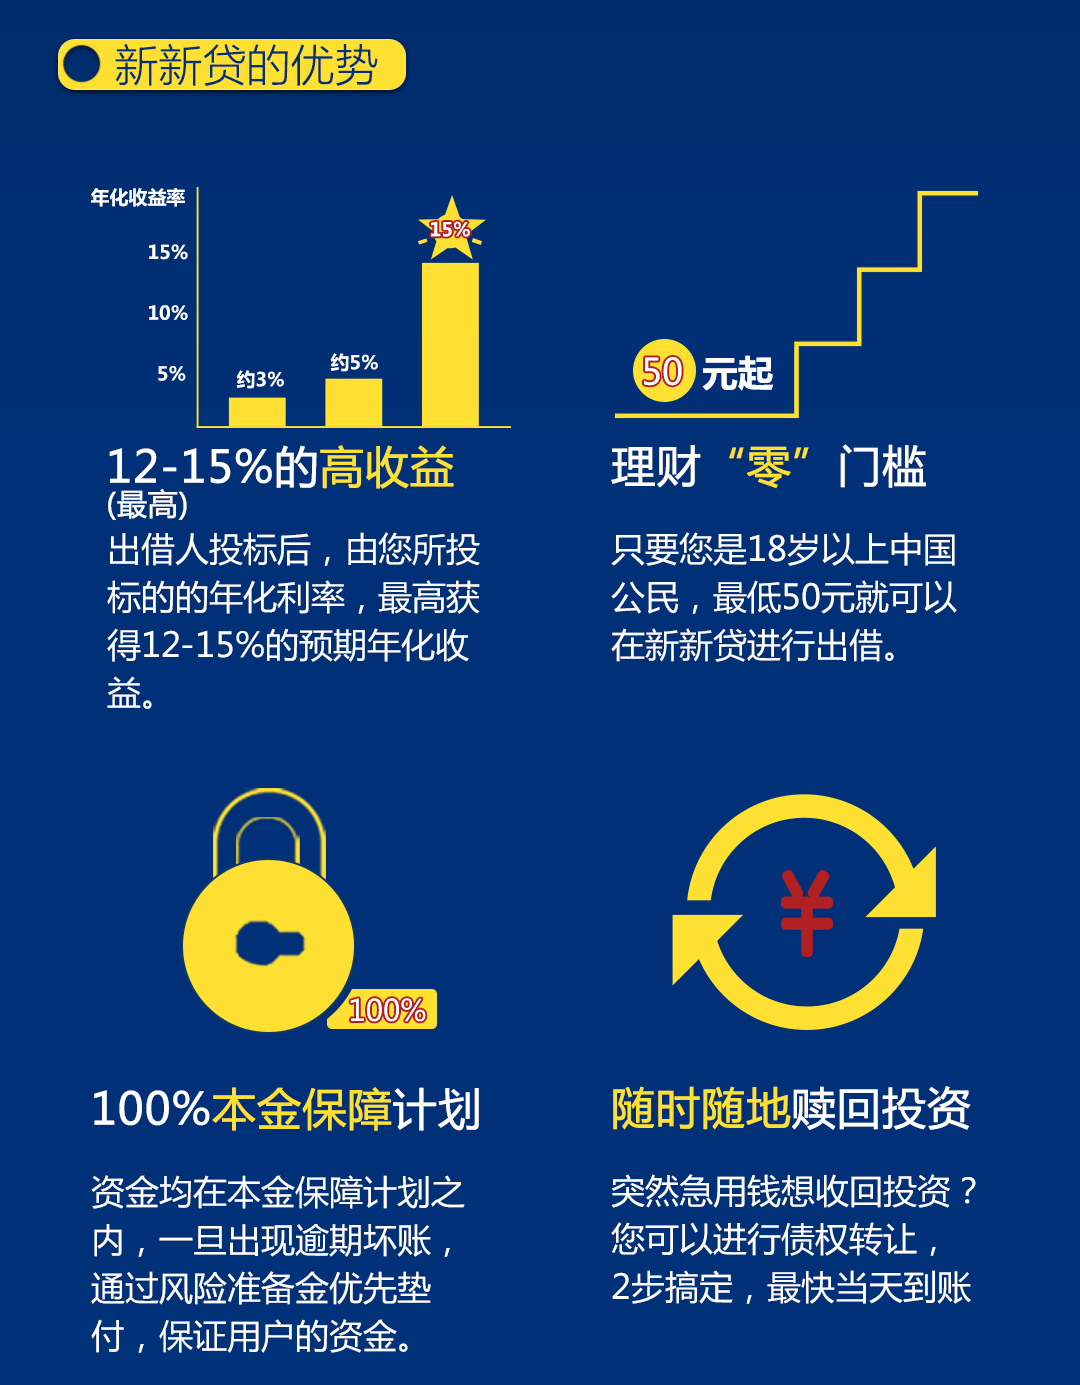 新新贷的优势
年化收益率
15%
10%
5%
约3%
约5%
15%
12-15%的高收益
(最高)
出借人投标后，由您所投
标的的年化利率，最高获
得12-15%的预期年化收
益。
50元起
理财“零”门槛
只要您是18岁以上中国
公民，最低50元就可以
在新新贷进行出借。
100%
100%本金保障计划
资金均在本金保障计划之
内，一旦出现逾期坏账，
通过风险准备金优先垫
付，保证用户的资金。
¥
随时随地赎回投资
突然急用钱想收回投资？
您可以进行债权转让，
2步搞定，最快当天到账